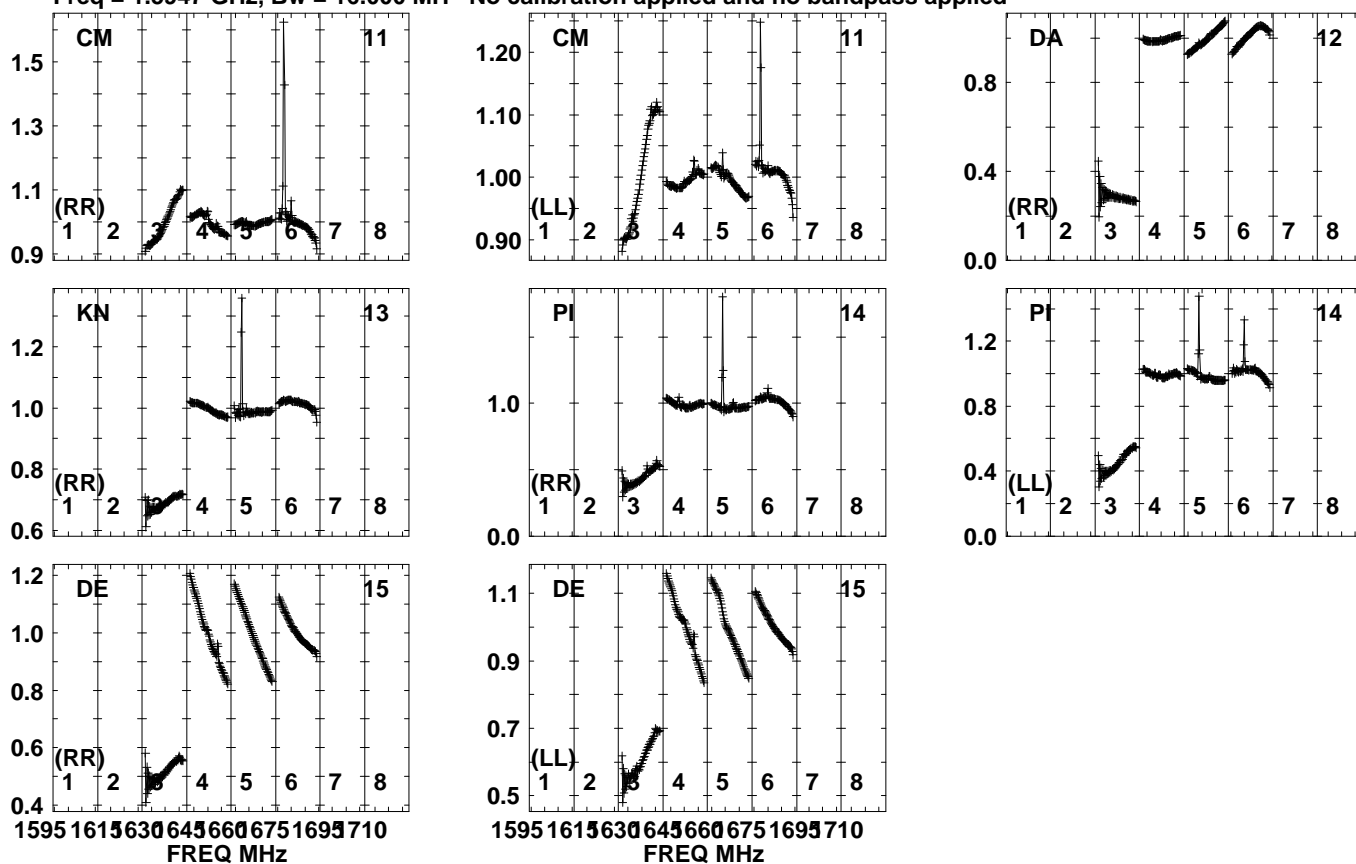 Freq = 1.5947 GHz, Bw = 16.000 MH No calibration applied and no bandpass applied
CM 11
1.5
1.3
1.1
0.9
(RR)
1 2 3 4 5 6 7 8
CM 11
1.20
1.10
1.00
0.90
(LL)
1 2 3 4 5 6 7 8
DA 12
0.8
0.4
0.0
(RR)
1 2 3 4 5 6 7 8
KN 13
1.2
1.0
0.8
0.6
(RR)
1 2 3 4 5 6 7 8
PI 14
1.0
0.0
(RR)
1 2 3 4 5 6 7 8
PI 14
1.2
0.8
0.4
0.0
(LL)
1 2 3 4 5 6 7 8
DE 15
1.2
1.0
0.8
0.6
0.4
(RR)
1 2 3 4 5 6 7 8
1595 1615 1630 1645 1660 1675 1695 1710
FREQ MHz
DE 15
1.1
0.9
0.7
0.5
(LL)
1 2 3 4 5 6 7 8
1595 1615 1630 1645 1660 1675 1695 1710
FREQ MHz